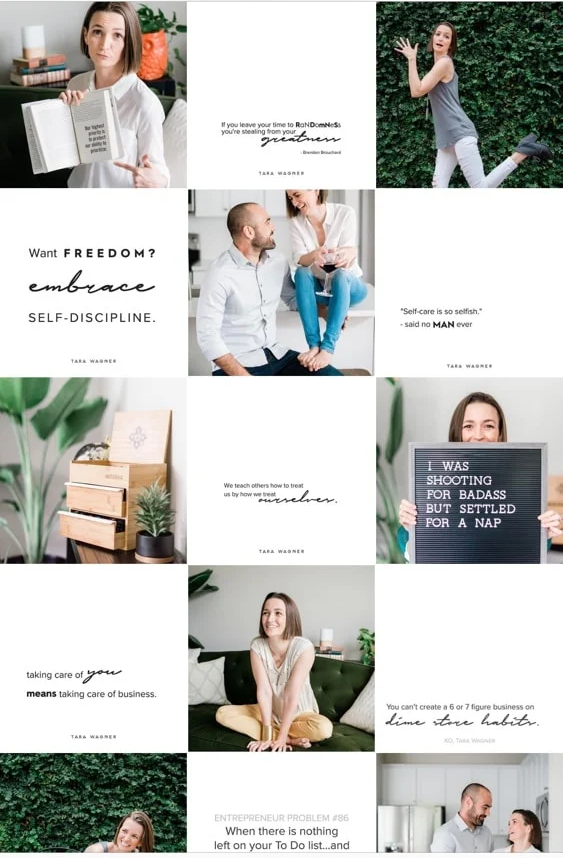 Our highest
priority is
to protect
our ability to
prioritize.
If you leave your time to RaNDomNeSs
you're stealing from your
greatness
- Brendon Brouchard
TARA WAGNER
Want FREEDOM?
embrace
SELF-DISCIPLINE.
TARA WAGNER
"Self-care is so selfish."
- said no MAN ever
TARA WAGNER
We teach others how to treat
us by how we treat
ourselves.
TARA WAGNER
I WAS
SHOOTING
FOR BADASS
BUT SETTLED
FOR A NAP
taking care of you
means taking care of business.
TARA WAGNER
You can't create a 6 or 7 figure business on
dime store habits.
XO, TARA WAGNER
ENTREPRENEUR PROBLEM #86
When there is nothing
left on your To Do list...and